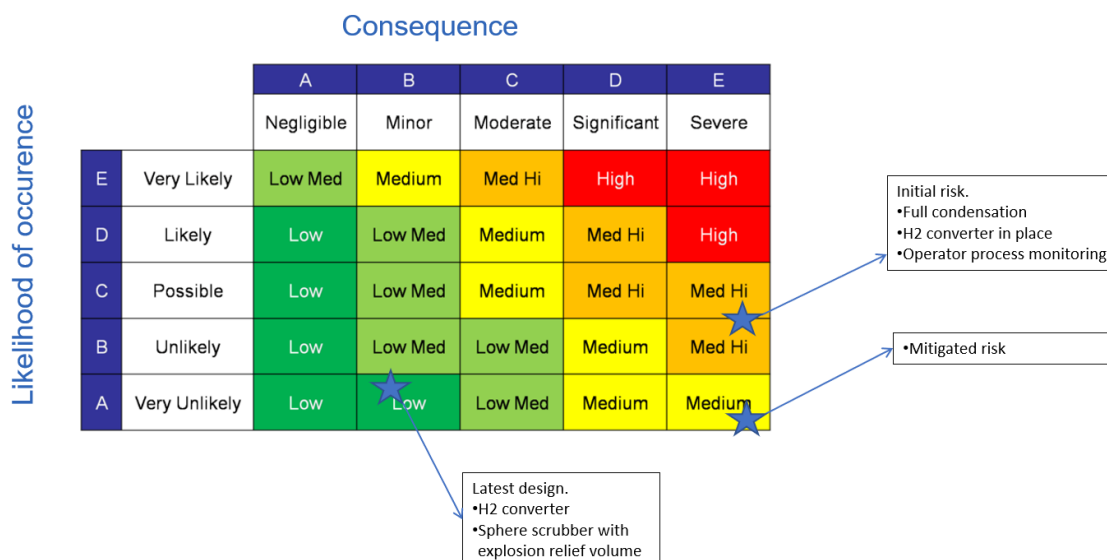 Consequence
Likelihood of occurence
A B C D E
Negligible Minor Moderate Significant Severe
E Very Likely Low Med Medium Med Hi High High
D Likely Low Low Med Medium Med Hi High
C Possible Low Low Med Medium Med Hi Med Hi
B Unlikely Low Low Med Low Med Medium Med Hi
A Very Unlikely Low Low Low Med Medium Medium
Initial risk.
•Full condensation
•H2 converter in place
•Operator process monitoring
•Mitigated risk
Latest design.
•H2 converter
•Sphere scrubber with
explosion relief volume